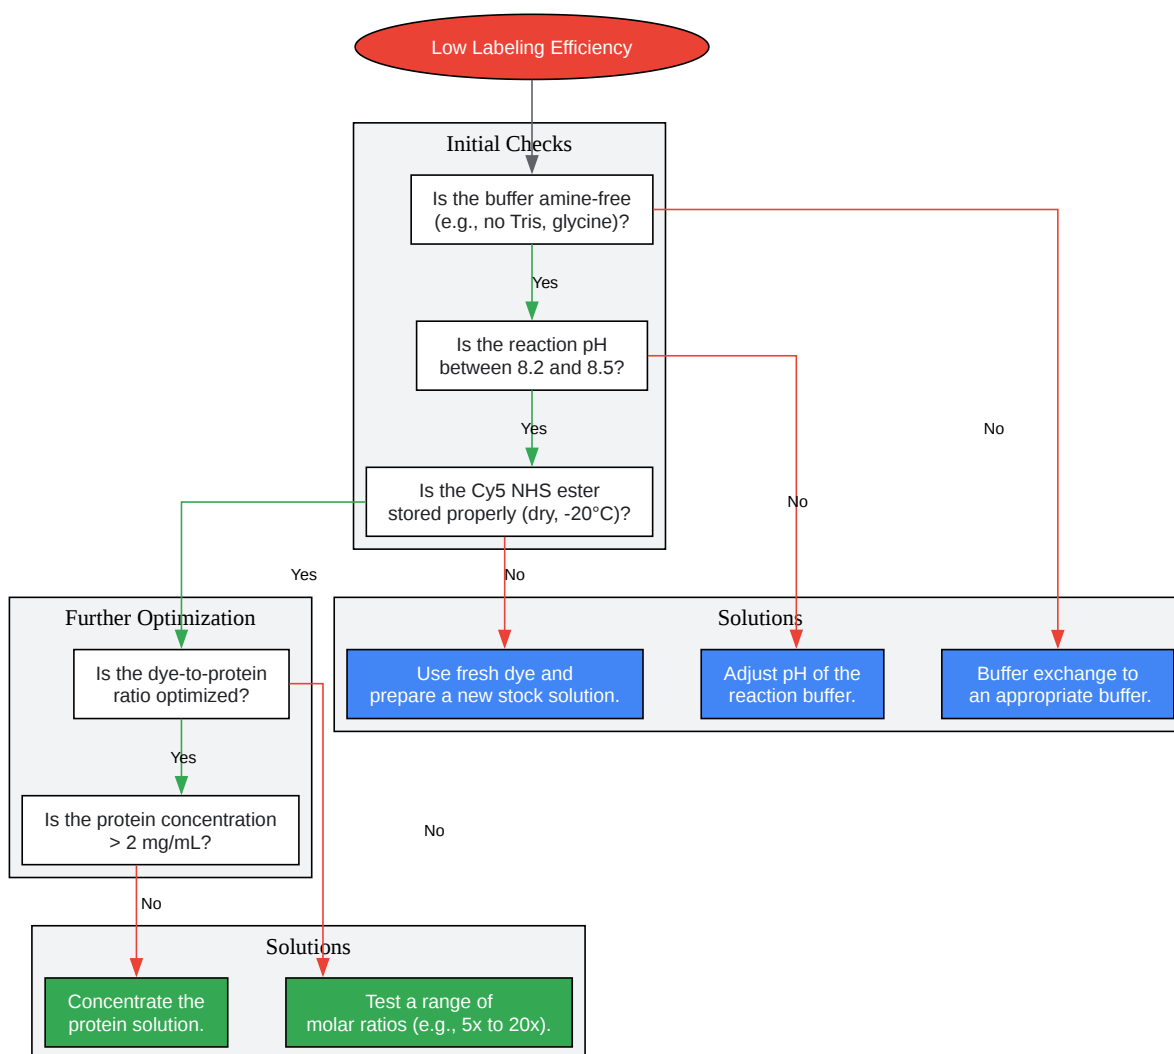 Low Labeling Efficiency
Initial Checks
Is the buffer amine-free
(e.g., no Tris, glycine)?
Yes
Is the reaction pH
between 8.2 and 8.5?
Yes
No
Is the Cy5 NHS ester
stored properly (dry, -20°C)?
No
Yes
No
Further Optimization
Solutions
Is the dye-to-protein
ratio optimized?
Use fresh dye and
prepare a new stock solution.
Adjust pH of the
reaction buffer.
Buffer exchange to
an appropriate buffer.
Yes
Is the protein concentration
> 2 mg/mL?
No
No
Solutions
Concentrate the
protein solution.
Test a range of
molar ratios (e.g., 5x to 20x).